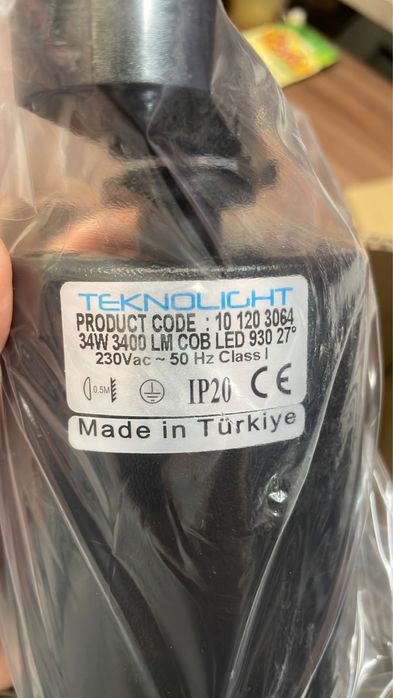 TEKNOLIGHT
PRODUCT CODE : 10 120 3064
34W 3400 LM COB LED 930 27°
230Vac ~ 50 Hz Class I
0.5M IP20 CE
Made in Türkiye